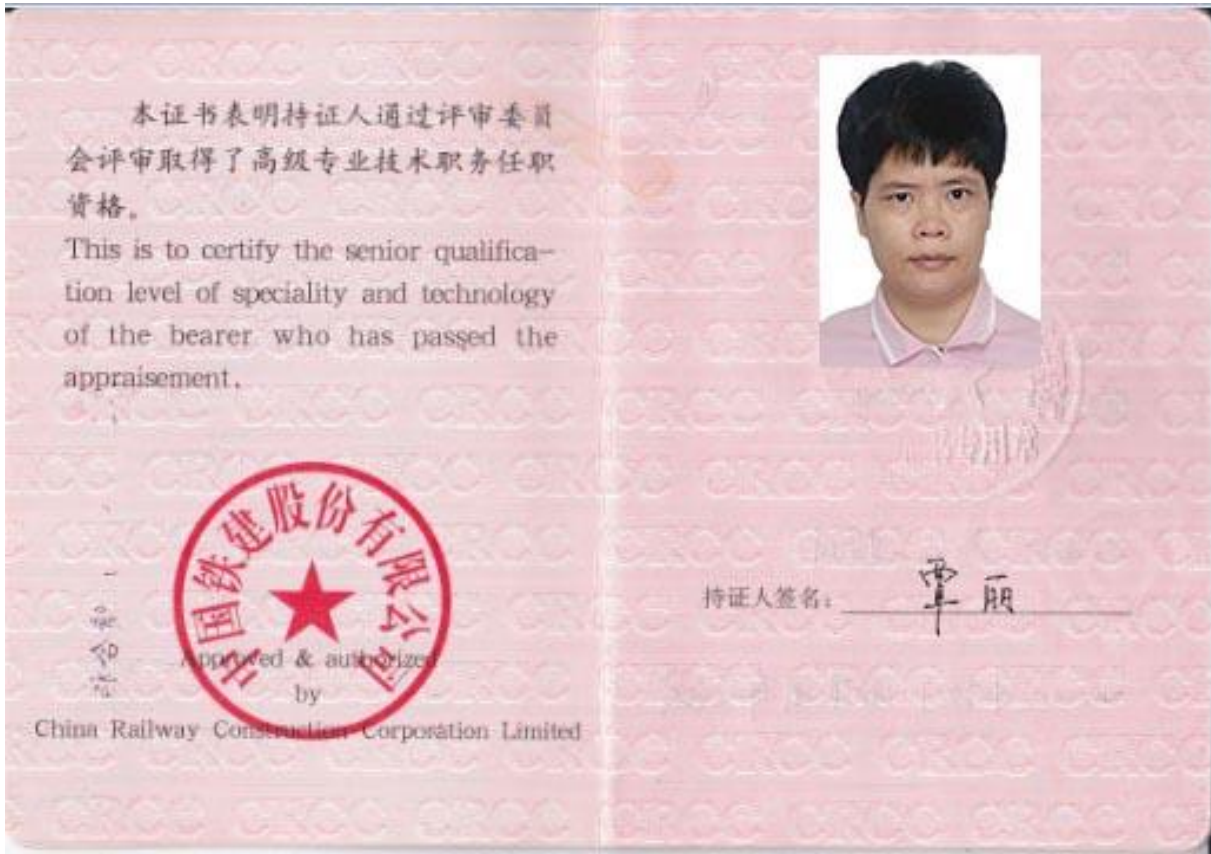 本证书表明持证人通过评审委员
会评审取得了高级专业技术职务任职
资格。
This is to certify the senior qualifica-
tion level of speciality and technology
of the bearer who has passed the
appraisement.
中国铁建股份有限公司
Approved & authorized
by
China Railway Construction Corporation Limited
持证人签名: 覃丽